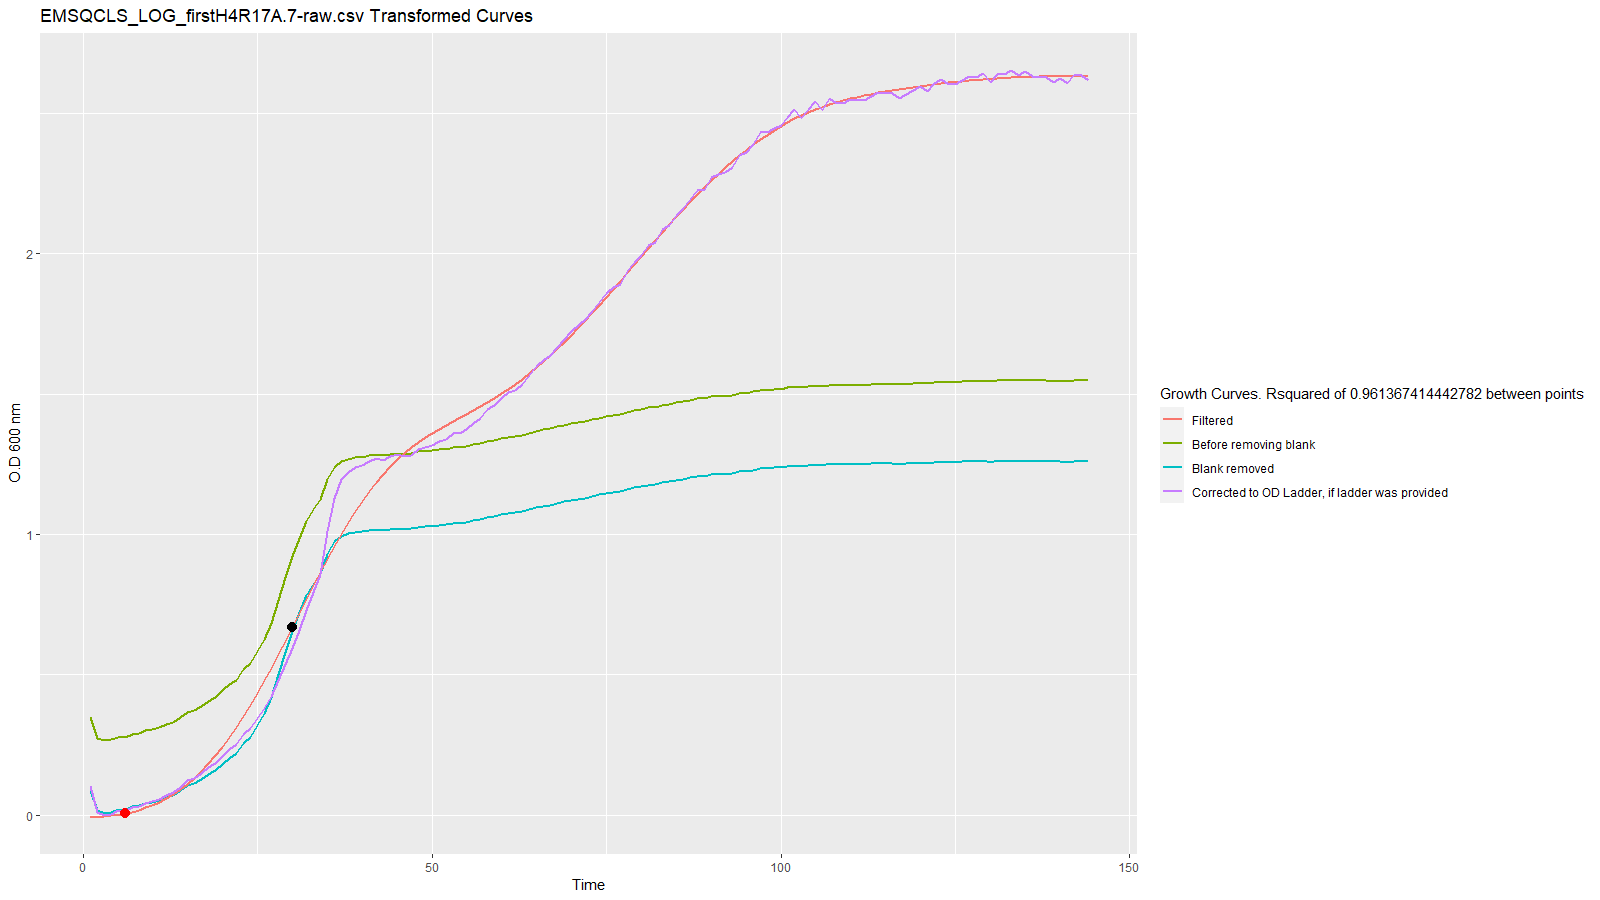 EMSQCLS_LOG_firstH4R17A.7-raw.csv Transformed Curves
O.D 600 nm
2
1
0
0
50
100
150
Time
Growth Curves. Rsquared of 0.961367414442782 between points
Filtered
Before removing blank
Blank removed
Corrected to OD Ladder, if ladder was provided